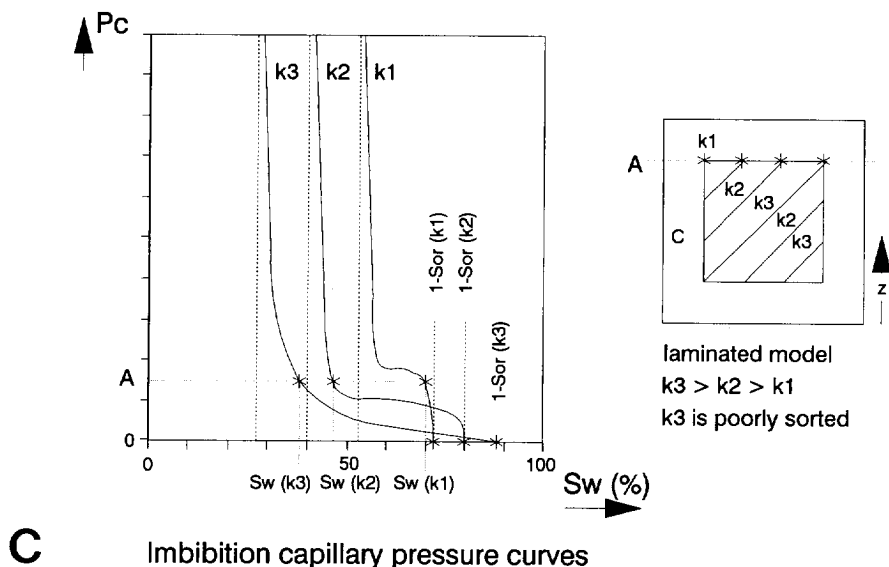 Pc
k3
k2
k1
1-Sor (k1)
1-Sor (k2)
1-Sor (k3)
A
0
0
50
100
Sw (k3)
Sw (k2)
Sw (k1)
Sw (%)
k1
A
k2
k3
k2
C
k3
z
laminated model
k3 > k2 > k1
k3 is poorly sorted
C
Imbibition capillary pressure curves